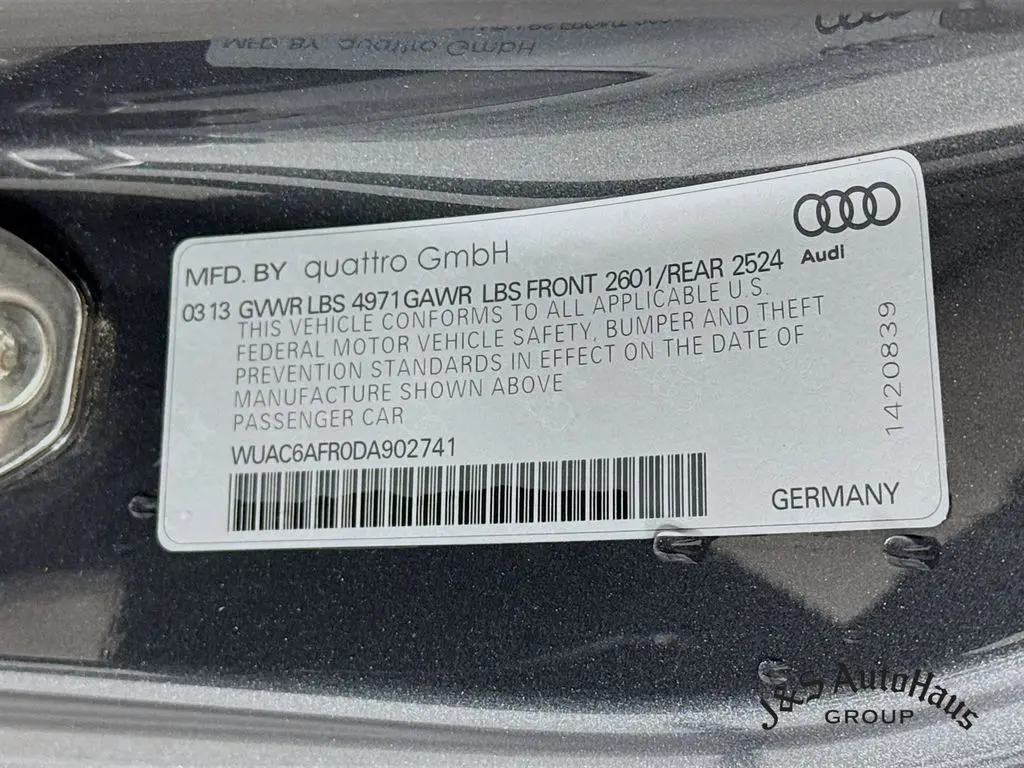 MFD. BY quattro GmbH
Audi
0313 GVWR LBS 4971 GAWR LBS FRONT 2601/REAR 2524
THIS VEHICLE CONFORMS TO ALL APPLICABLE U.S.
FEDERAL MOTOR VEHICLE SAFETY, BUMPER AND THEFT
PREVENTION STANDARDS IN EFFECT ON THE DATE OF
MANUFACTURE SHOWN ABOVE
PASSENGER CAR
WUAC6AFR0DA902741
GERMANY
1420839
J&S AutoHaus
GROUP